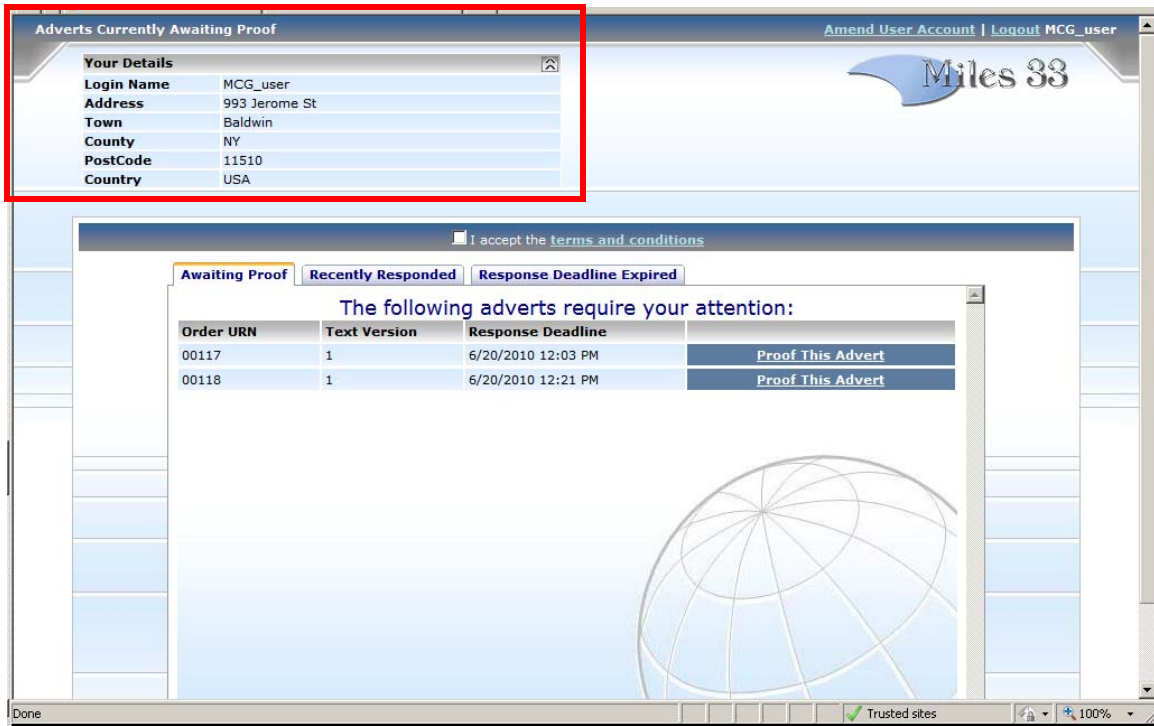 Adverts Currently Awaiting Proof
Amend User Account | Logout MCG_user
Your Details
Login Name MCG_user
Address 993 Jerome St
Town Baldwin
County NY
PostCode 11510
Country USA
Miles 33
I accept the terms and conditions
Awaiting Proof Recently Responded Response Deadline Expired
The following adverts require your attention:
Order URN Text Version Response Deadline
00117 1 6/20/2010 12:03 PM Proof This Advert
00118 1 6/20/2010 12:21 PM Proof This Advert
Done Trusted sites 100%